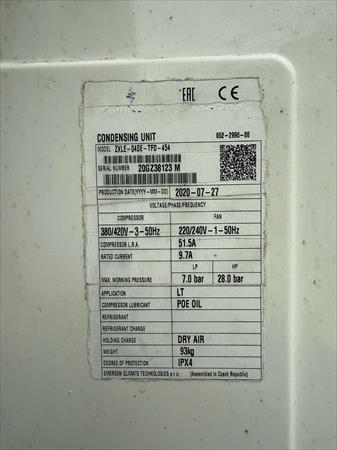 EAC CE
CONDENSING UNIT 052-2995-00
MODEL ZXLE-040E-TFD-454
SERIAL NUMBER 20GZ38123 M
PRODUCTION DATE(YYYY-MM-DD) 2020-07-27
VOLTAGE/PHASE/FREQUENCY
COMPRESSOR FAN
380/420V-3-50Hz 220/240V-1-50Hz
COMPRESSOR L.R.A. 51.5A
RATED CURRENT 9.7A
LP HP
MAX. WORKING PRESSURE 7.0 bar 28.0 bar
APPLICATION LT
COMPRESSOR LUBRICANT POE OIL
REFRIGERANT
REFRIGERANT CHARGE
HOLDING CHARGE DRY AIR
WEIGHT 93kg
DEGREE OF PROTECTION IPX4
EMERSON CLIMATE TECHNOLOGIES s.r.o. (Assembled in Czech Republic)